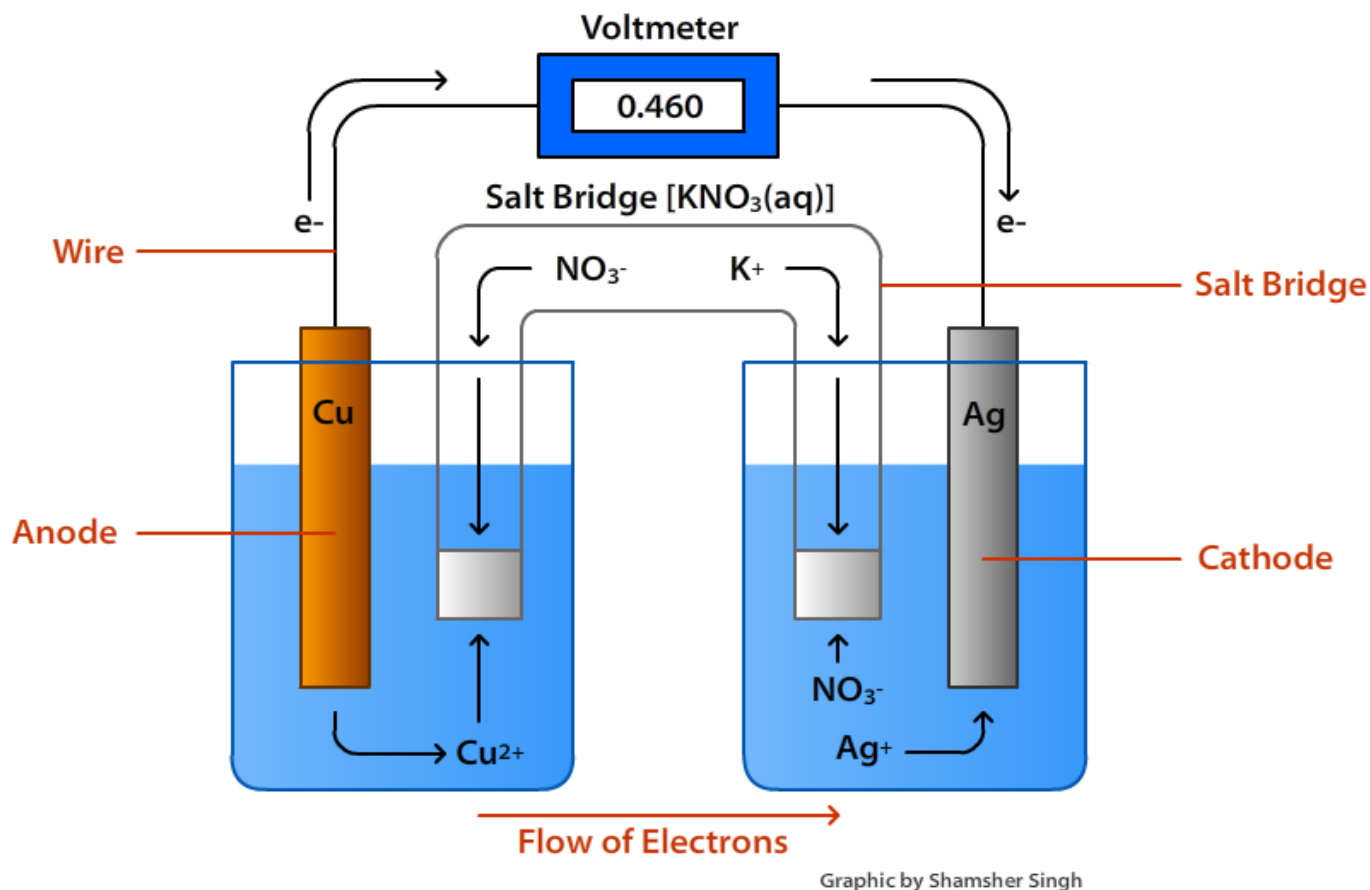 Voltmeter
0.460
Salt Bridge [KNO₃(aq)]
e-
e-
Wire
NO₃-
K+
Salt Bridge
Cu
Ag
Anode
Cathode
NO₃-
Cu²+
Ag+
Flow of Electrons
Graphic by Shamsher Singh